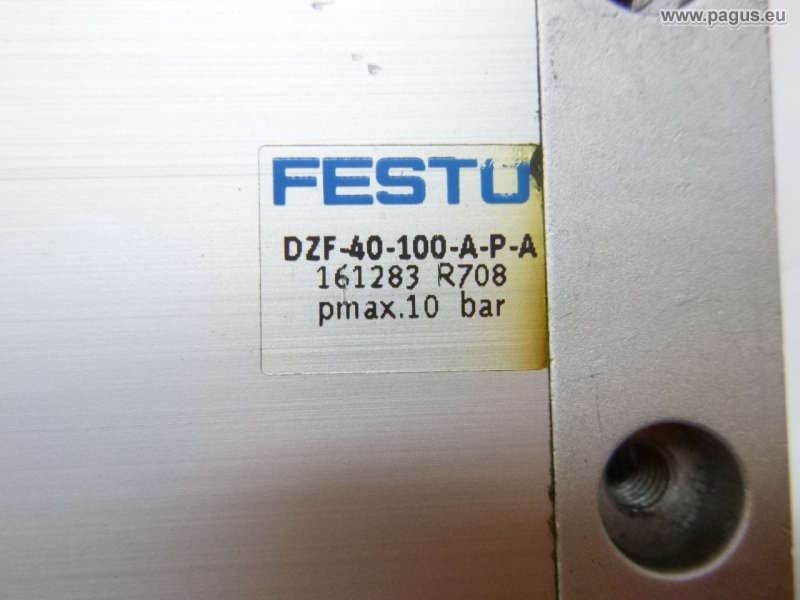 www.pagus.eu
FESTO
DZF-40-100-A-P-A
161283 R708
pmax.10 bar